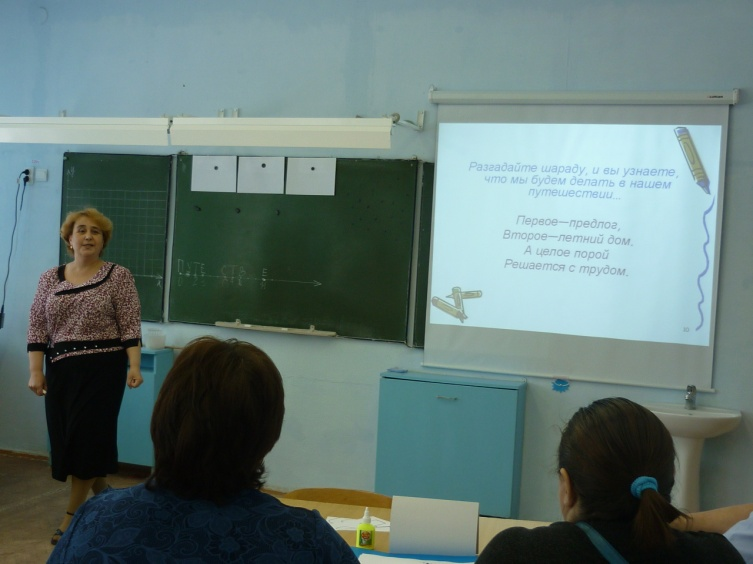 Разгадайте шараду, и вы узнаете,
что мы будем делать в нашем
путешествии...
Первое—предлог,
Второе—летний дом.
А целое порой
Решается с трудом.